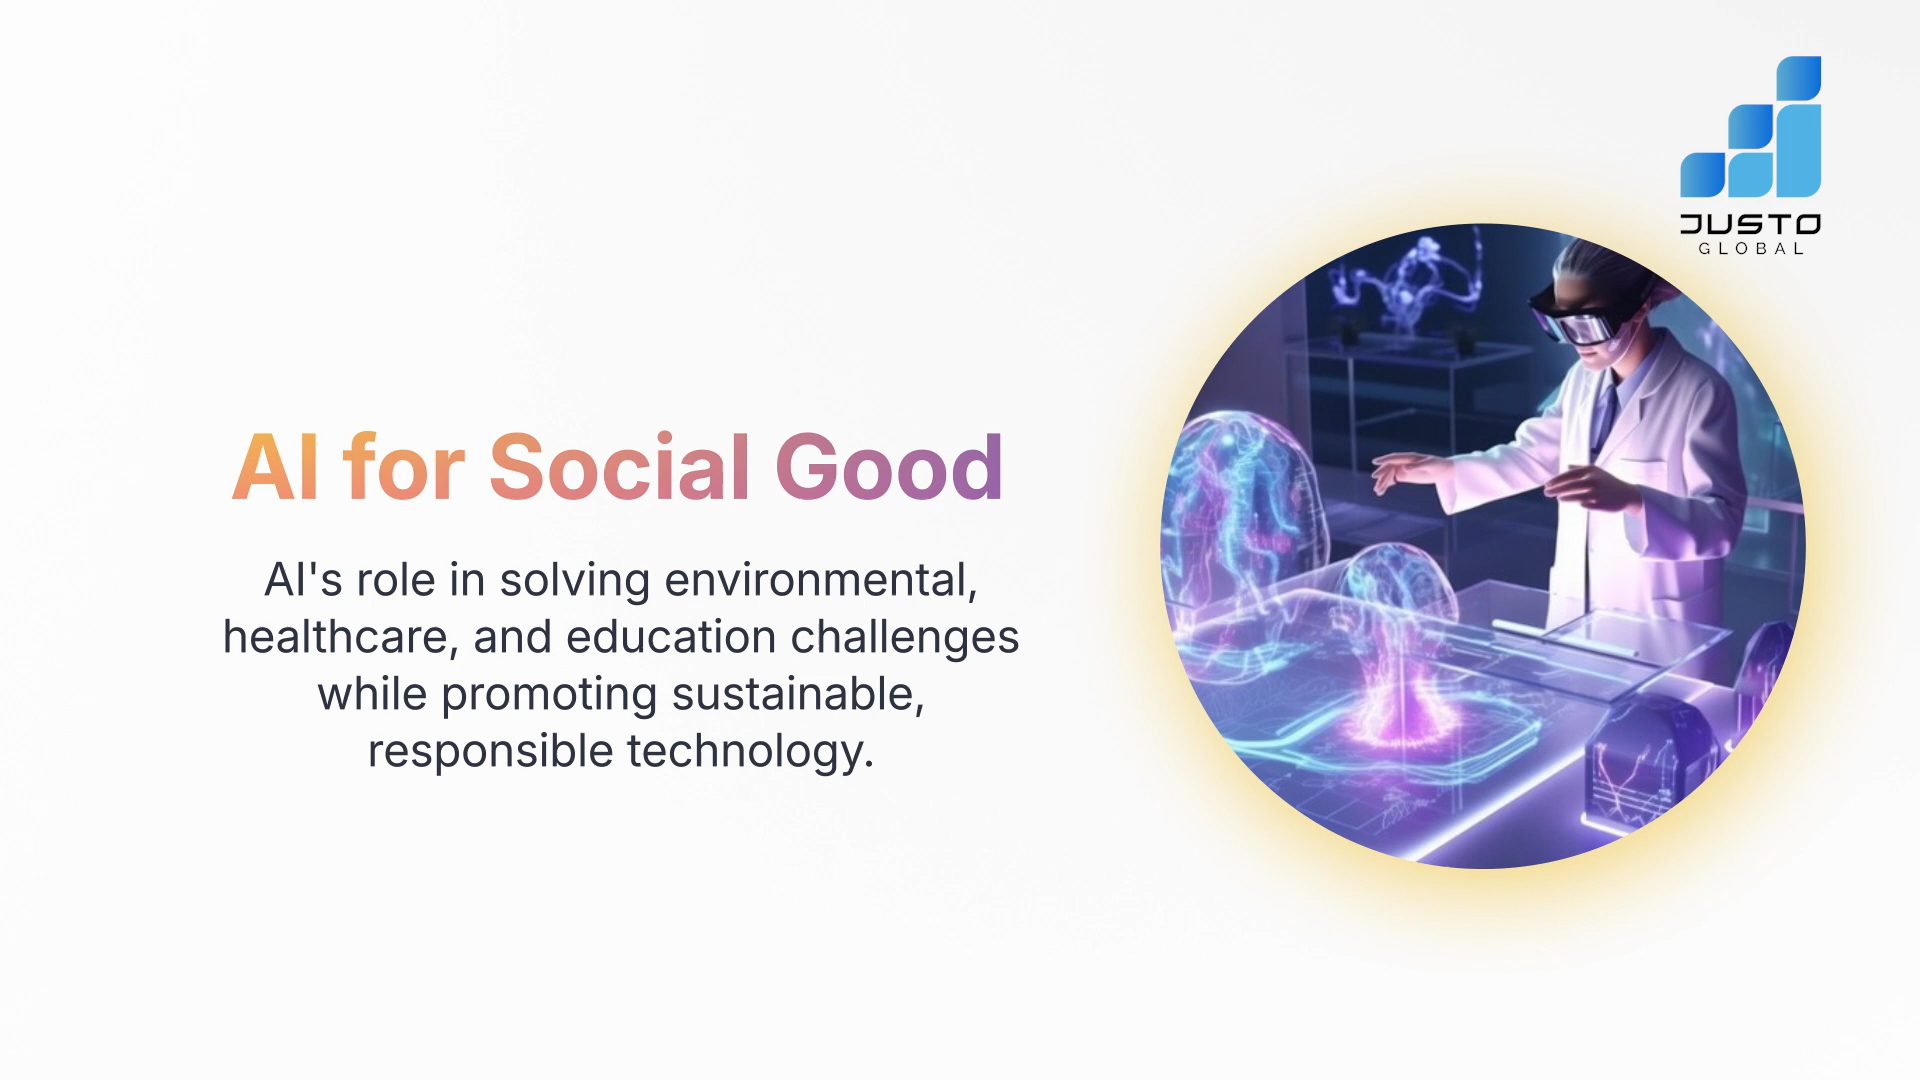 JUSTO
GLOBAL
AI for Social Good
AI's role in solving environmental,
healthcare, and education challenges
while promoting sustainable,
responsible technology.